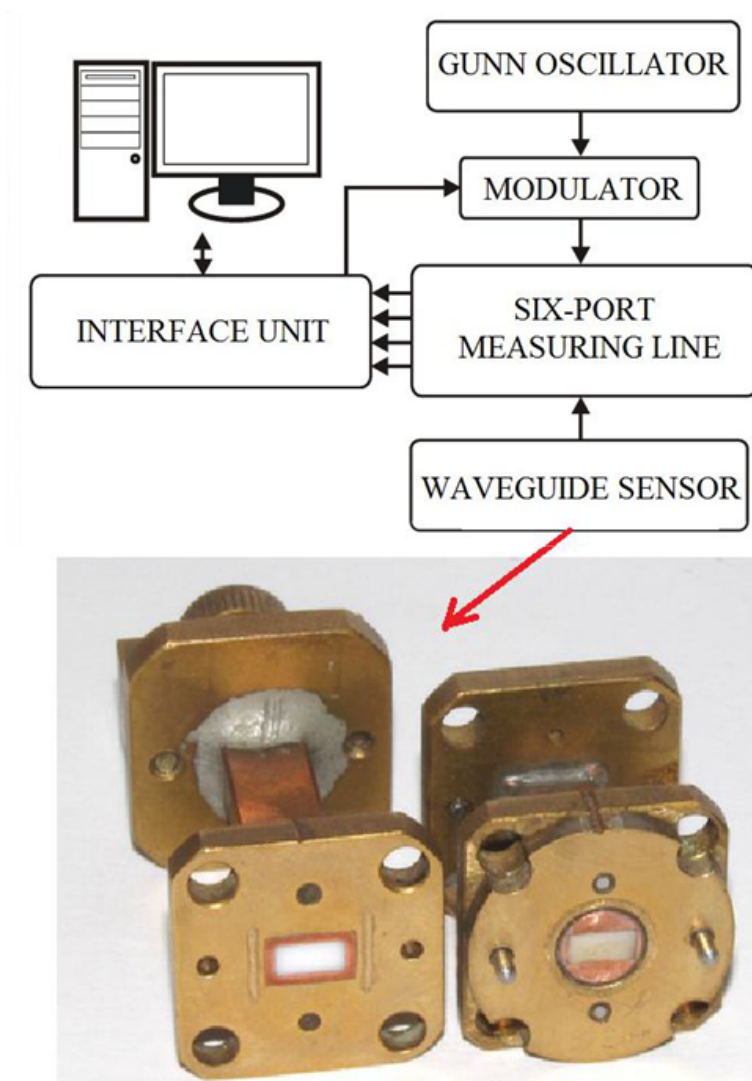 GUNN OSCILLATOR
MODULATOR
INTERFACE UNIT
SIX-PORT
MEASURING LINE
WAVEGUIDE SENSOR